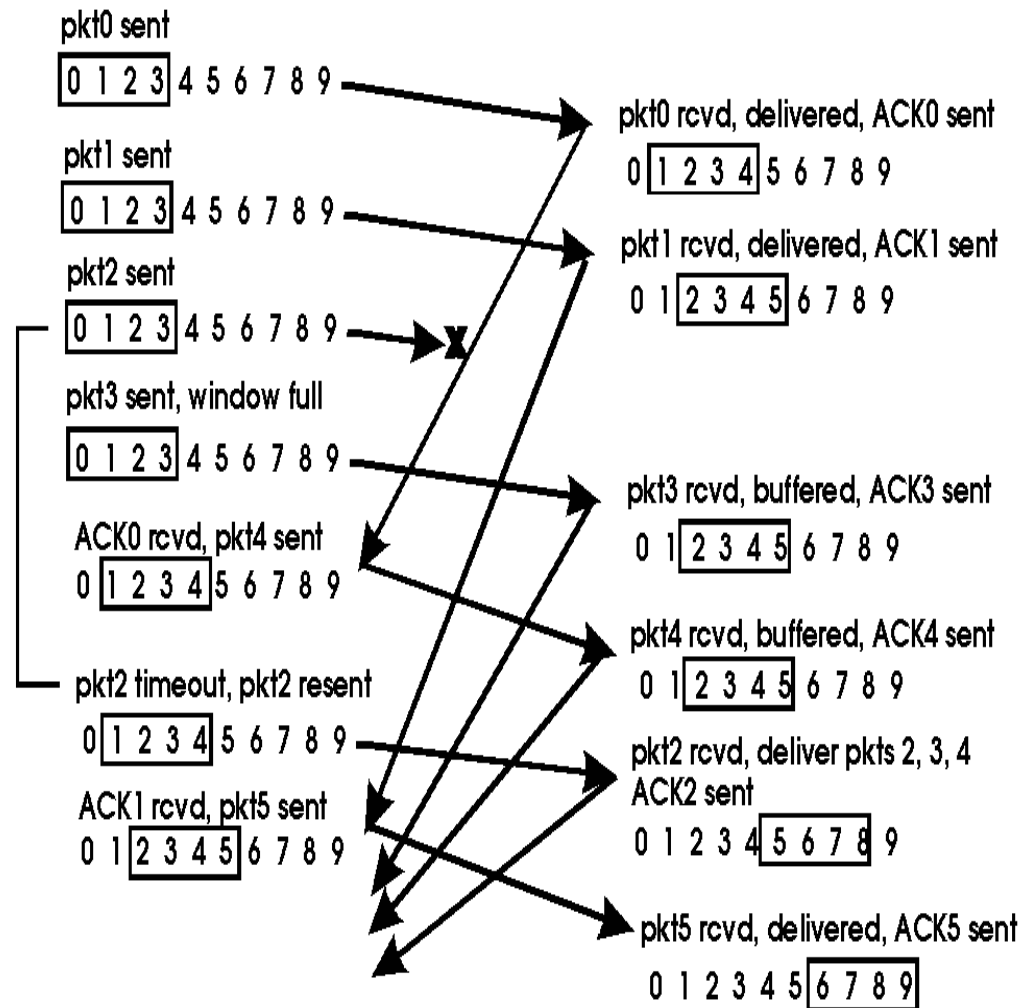 pkt0 sent
0 1 2 3 4 5 6 7 8 9
pkt1 sent
0 1 2 3 4 5 6 7 8 9
pkt2 sent
0 1 2 3 4 5 6 7 8 9
X
pkt3 sent, window full
0 1 2 3 4 5 6 7 8 9
ACK0 rcvd, pkt4 sent
0 1 2 3 4 5 6 7 8 9
pkt2 timeout, pkt2 resent
0 1 2 3 4 5 6 7 8 9
ACK1 rcvd, pkt5 sent
0 1 2 3 4 5 6 7 8 9
pkt0 rcvd, delivered, ACK0 sent
0 1 2 3 4 5 6 7 8 9
pkt1 rcvd, delivered, ACK1 sent
0 1 2 3 4 5 6 7 8 9
pkt3 rcvd, buffered, ACK3 sent
0 1 2 3 4 5 6 7 8 9
pkt4 rcvd, buffered, ACK4 sent
0 1 2 3 4 5 6 7 8 9
pkt2 rcvd, deliver pkts 2, 3, 4
ACK2 sent
0 1 2 3 4 5 6 7 8 9
pkt5 rcvd, delivered, ACK5 sent
0 1 2 3 4 5 6 7 8 9